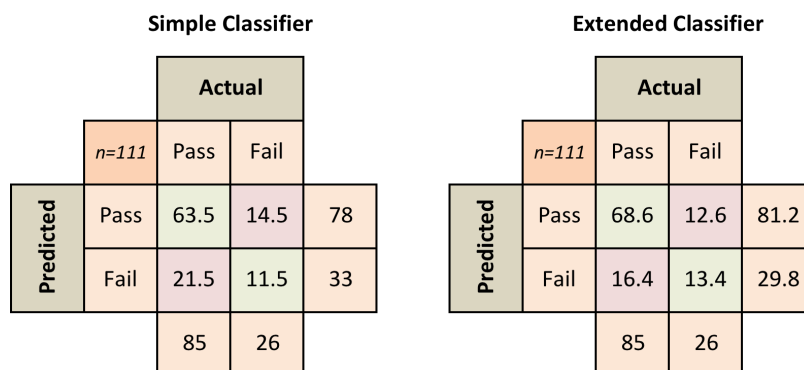 Simple Classifier
Actual
n=111 Pass Fail
Predicted
Pass 63.5 14.5 78
Fail 21.5 11.5 33
85 26
Extended Classifier
Actual
n=111 Pass Fail
Predicted
Pass 68.6 12.6 81.2
Fail 16.4 13.4 29.8
85 26